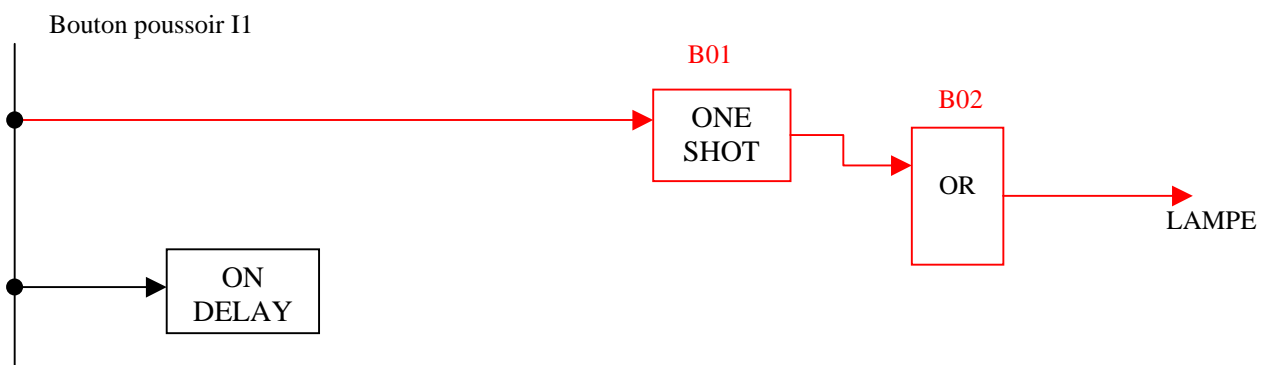 Bouton poussoir I1
B01
ONE
SHOT
B02
OR
LAMPE
ON
DELAY